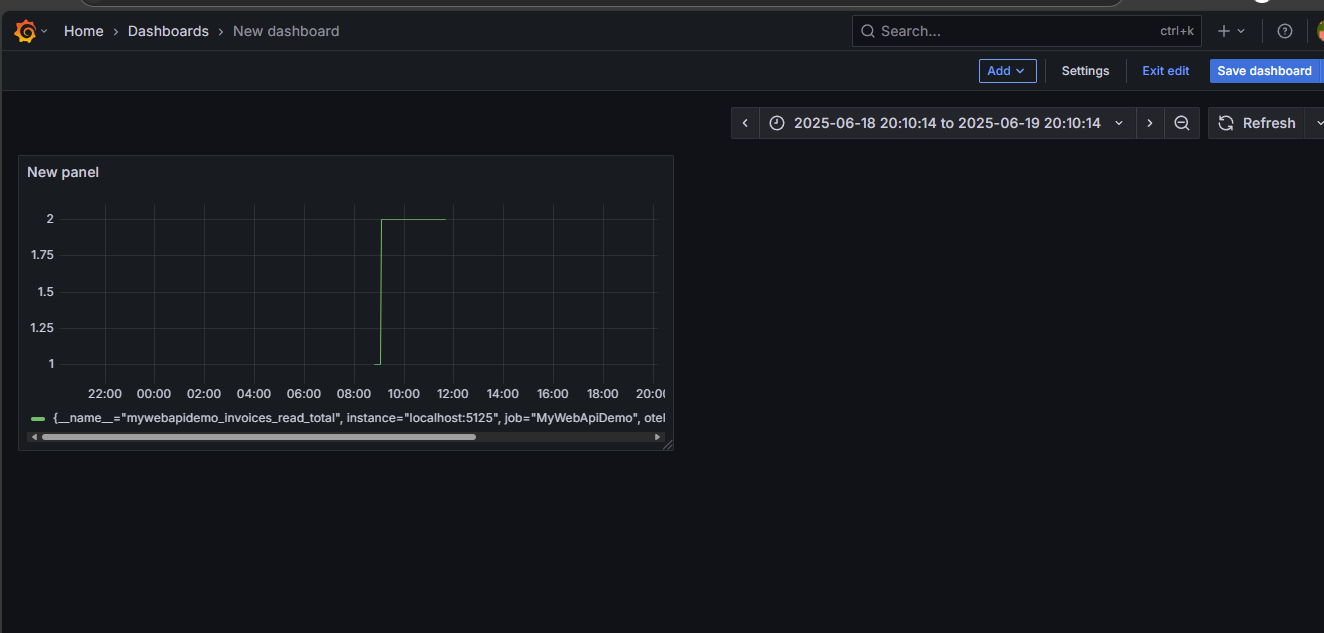 Home › Dashboards › New dashboard Search... ctrl+k
Add Settings Exit edit Save dashboard
2025-06-18 20:10:14 to 2025-06-19 20:10:14 Refresh
New panel
2
1.75
1.5
1.25
1
22:00 00:00 02:00 04:00 06:00 08:00 10:00 12:00 14:00 16:00 18:00 20:00
{__name__="mywebapidemo_invoices_read_total", instance="localhost:5125", job="MyWebApiDemo", otel